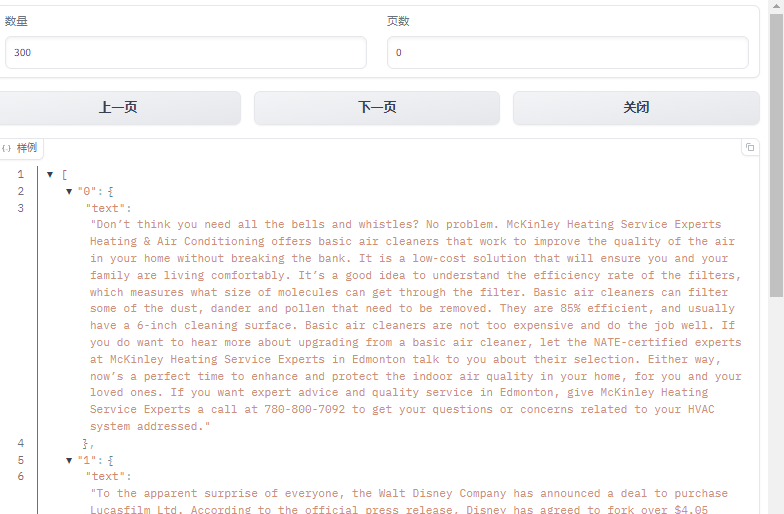 数量
页数
300
0
上一页
下一页
关闭
样例
1 [
2 "0": {
3 "text":
"Don’t think you need all the bells and whistles? No problem. McKinley Heating Service Experts
Heating & Air Conditioning offers basic air cleaners that work to improve the quality of the air
in your home without breaking the bank. It is a low-cost solution that will ensure you and your
family are living comfortably. It’s a good idea to understand the efficiency rate of the filters,
which measures what size of molecules can get through the filter. Basic air cleaners can filter
some of the dust, dander and pollen that need to be removed. They are 85% efficient, and usually
have a 6-inch cleaning surface. Basic air cleaners are not too expensive and do the job well. If
you do want to hear more about upgrading from a basic air cleaner, let the NATE-certified experts
at McKinley Heating Service Experts in Edmonton talk to you about their selection. Either way,
now’s a perfect time to enhance and protect the indoor air quality in your home, for you and your
loved ones. If you want expert advice and quality service in Edmonton, give McKinley Heating
Service Experts a call at 780-800-7092 to get your questions or concerns related to your HVAC
system addressed."
4 },
5 "1": {
6 "text":
"To the apparent surprise of everyone, the Walt Disney Company has announced a deal to purchase
Lucasfilm Ltd. According to the official press release, Disney has agreed to fork over $4.05